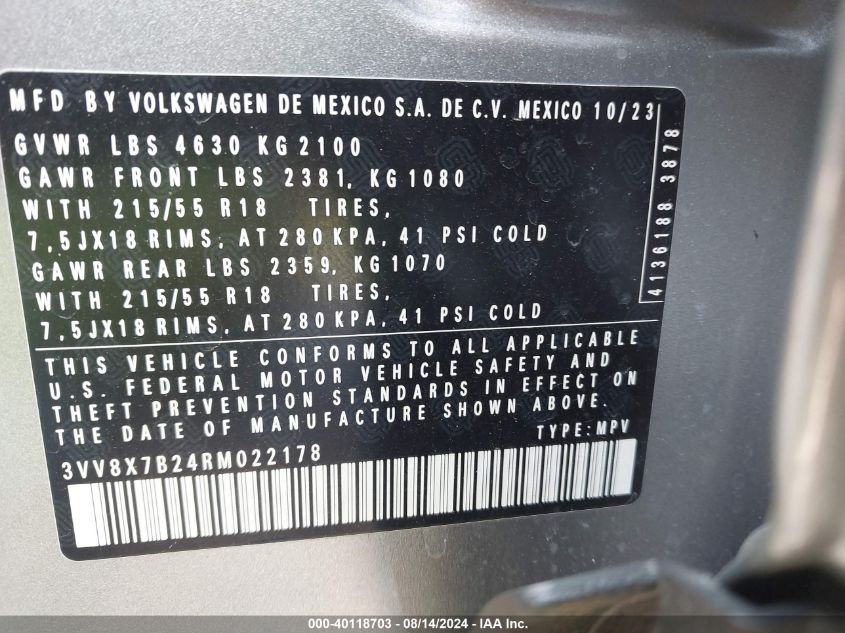 MFD BY VOLKSWAGEN DE MEXICO S.A. DE C.V. MEXICO 10/23
GVWR LBS 4630 KG 2100
GAWR FRONT LBS 2381, KG 1080
WITH 215/55 R18 TIRES,
7,5JX18 RIMS, AT 280 KPA, 41 PSI COLD
GAWR REAR LBS 2359, KG 1070
WITH 215/55 R18 TIRES,
7,5JX18 RIMS, AT 280 KPA, 41 PSI COLD
4136188 3878
THIS VEHICLE CONFORMS TO ALL APPLICABLE
U.S. FEDERAL MOTOR VEHICLE SAFETY AND
THEFT PREVENTION STANDARDS IN EFFECT ON
THE DATE OF MANUFACTURE SHOWN ABOVE.
TYPE: MPV
3VV8X7B24RM022178
000-40118703 - 08/14/2024 - IAA Inc.